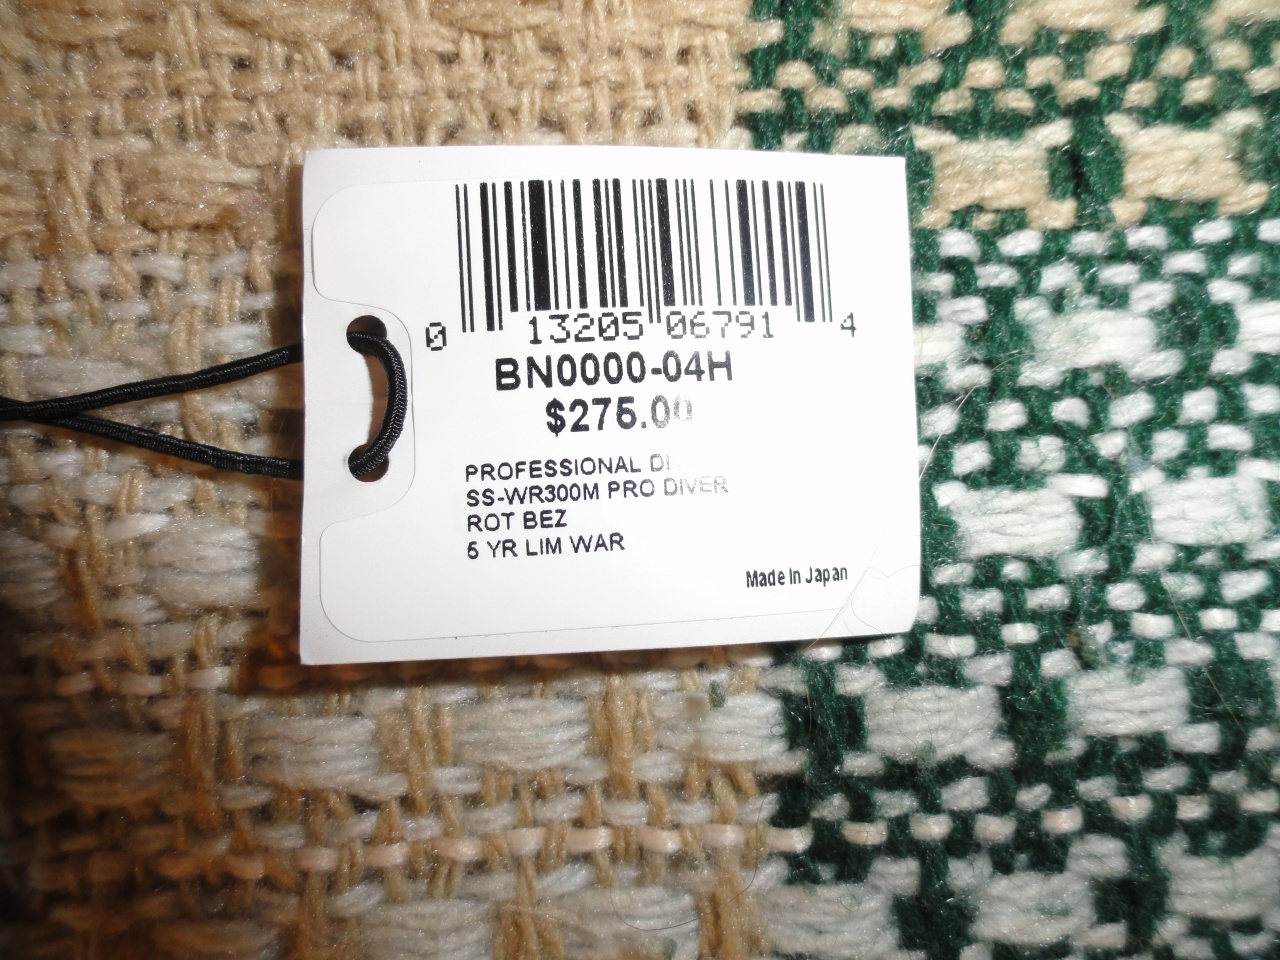 0 13205 06791 4
BN0000-04H
$275.00
PROFESSIONAL
SS-WR300M PRO DIVER
ROT BEZ
5 YR LIM WAR
Made In Japan